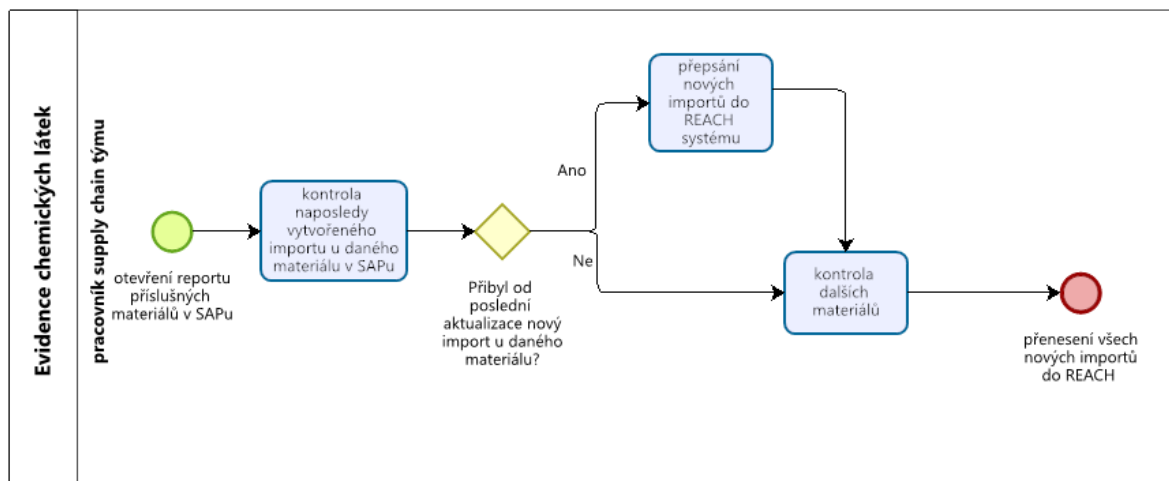 Evidence chemických látek
pracovník supply chain týmu
otevření reportu
příslušných
materiálů v SAPu
kontrola
naposledy
vytvořeného
importu u daného
materiálu v SAPu
Přibyl od
poslední
aktualizace nový
import u daného
materiálu?
Ano
Ne
přepsání
nových
importů do
REACH
systému
kontrola
dalších
materiálů
přenesení všech
nových importů
do REACH